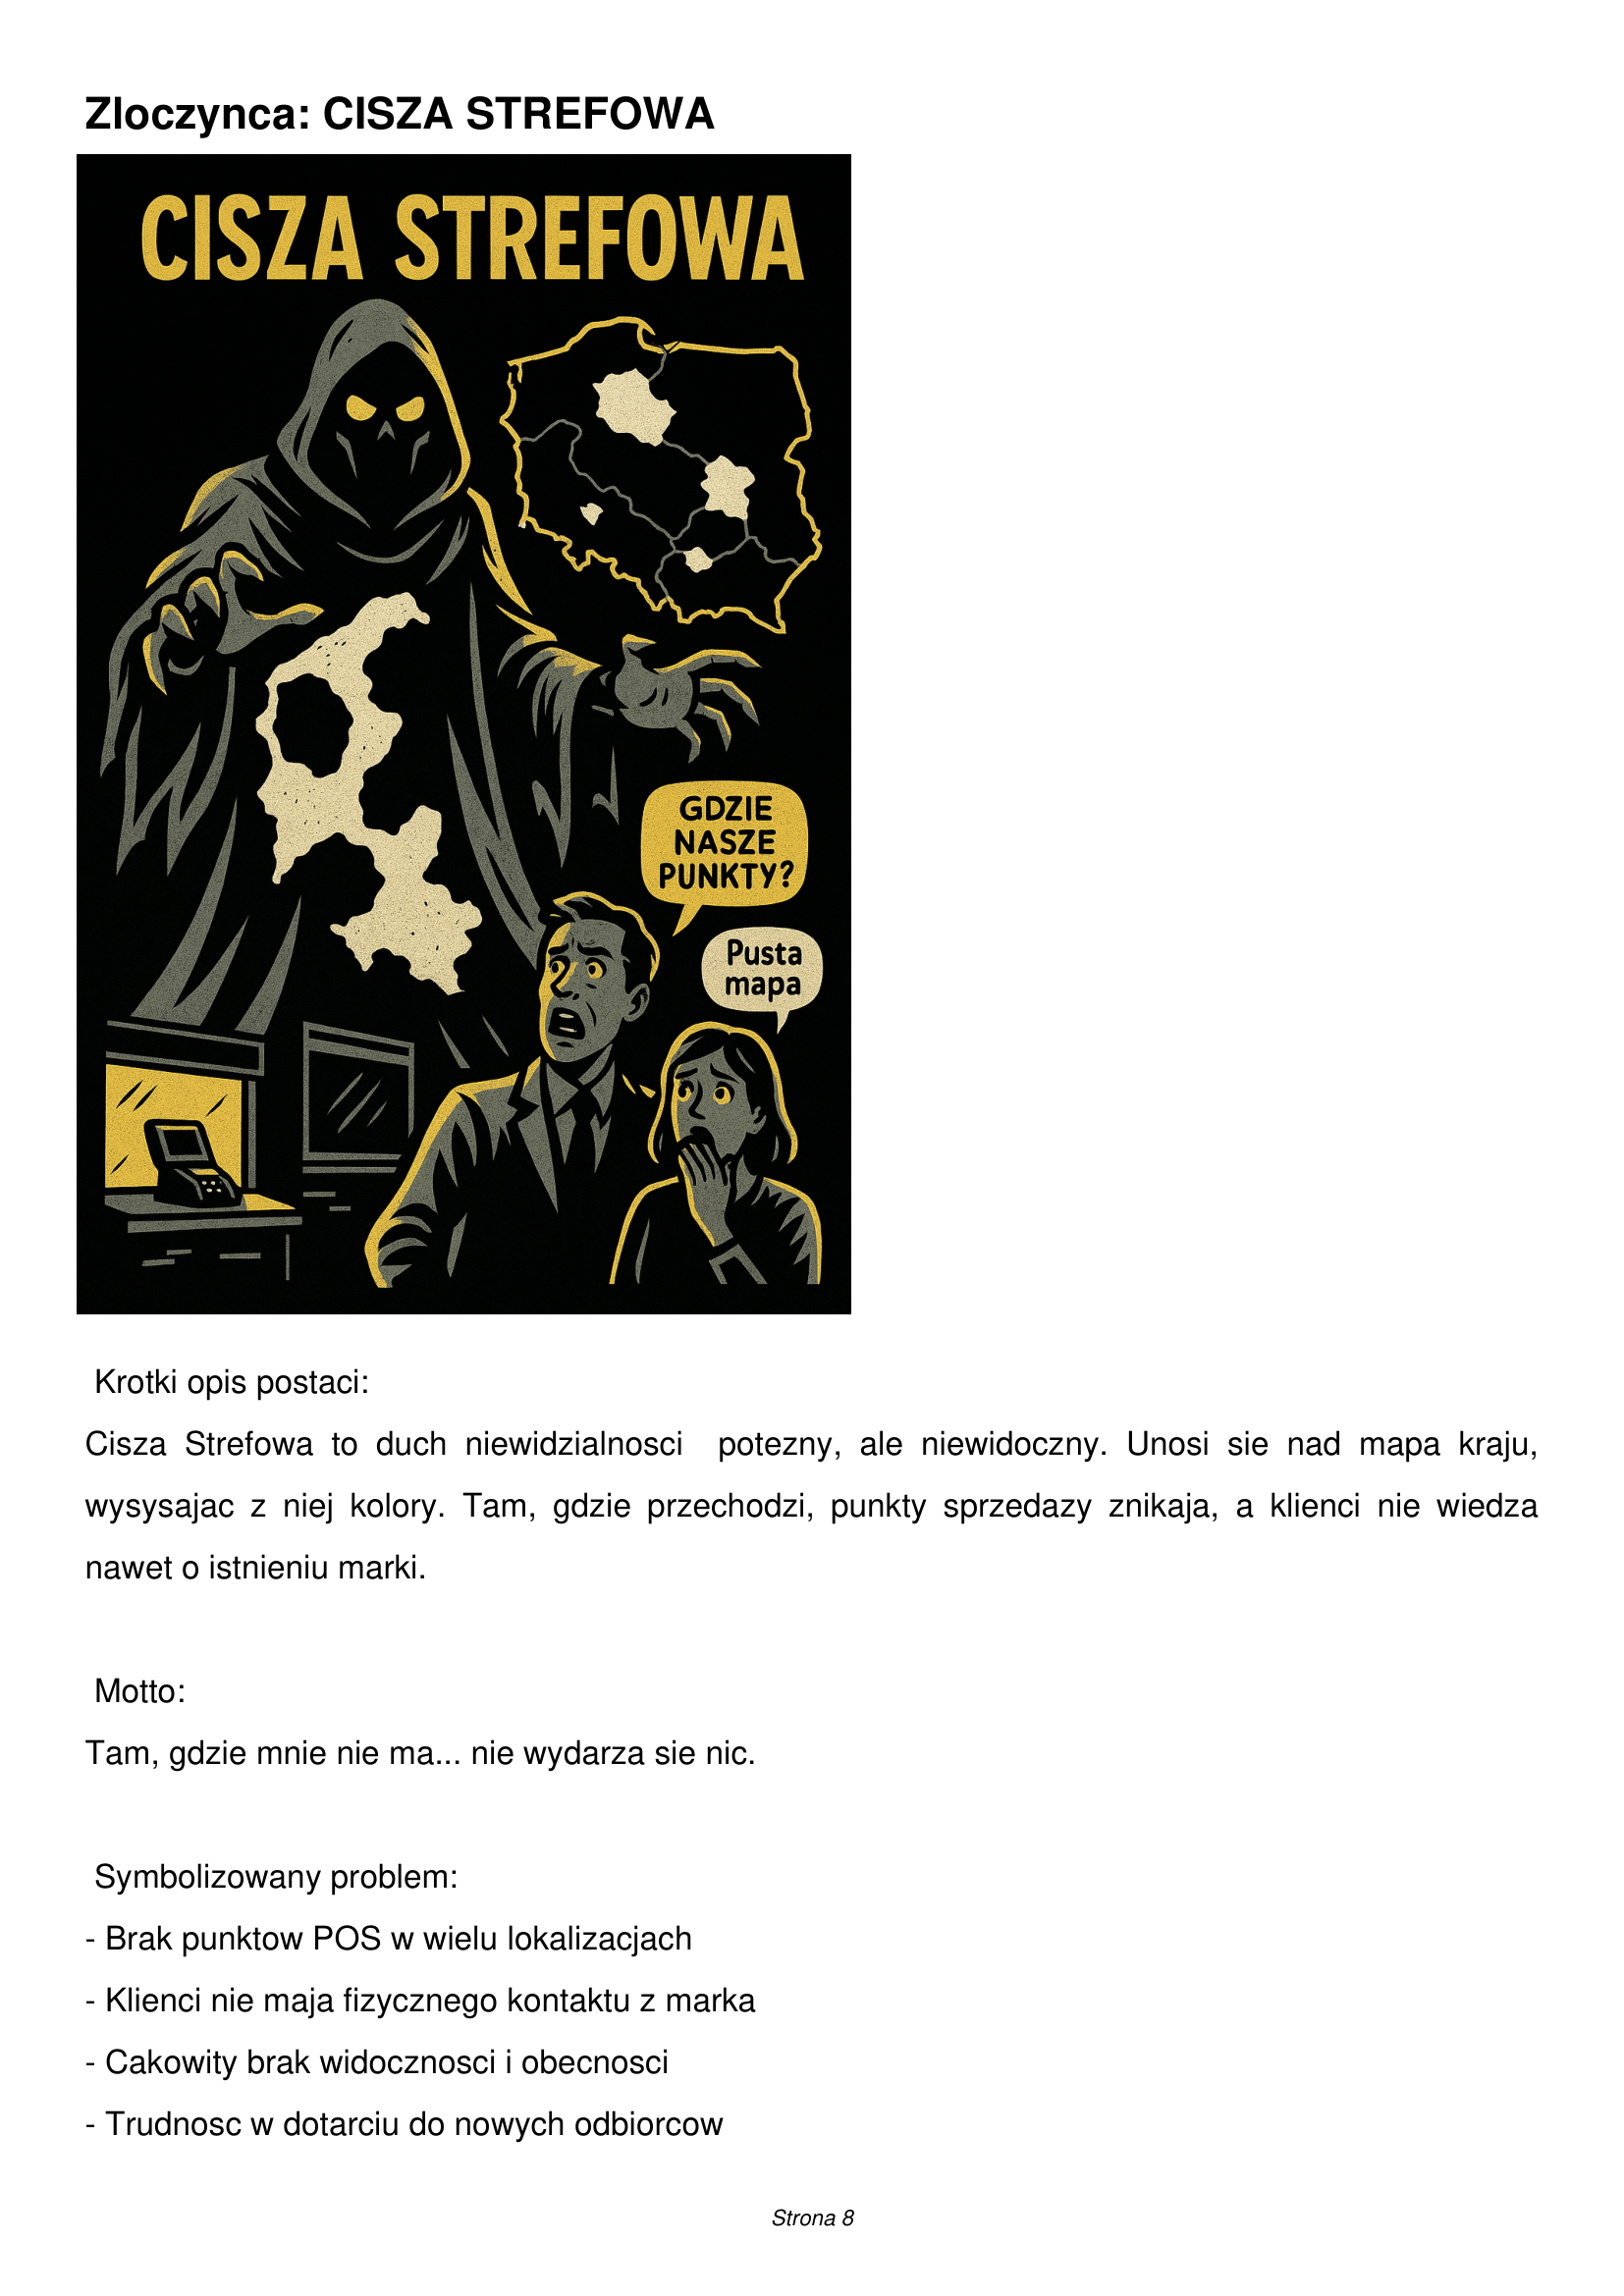 Zloczynca: CISZA STREFOWA
CISZA STREFOWA
GDZIE
NASZE
PUNKTY?
Pusta
mapa
Krotki opis postaci:
Cisza Strefowa to duch niewidzialnosci  potezny, ale niewidoczny. Unosi sie nad mapa kraju,
wysysajac z niej kolory. Tam, gdzie przechodzi, punkty sprzedazy znikaja, a klienci nie wiedza
nawet o istnieniu marki.
Motto:
Tam, gdzie mnie nie ma... nie wydarza sie nic.
Symbolizowany problem:
- Brak punktow POS w wielu lokalizacjach
- Klienci nie maja fizycznego kontaktu z marka
- Cakowity brak widocznosci i obecnosci
- Trudnosc w dotarciu do nowych odbiorcow
Strona 8